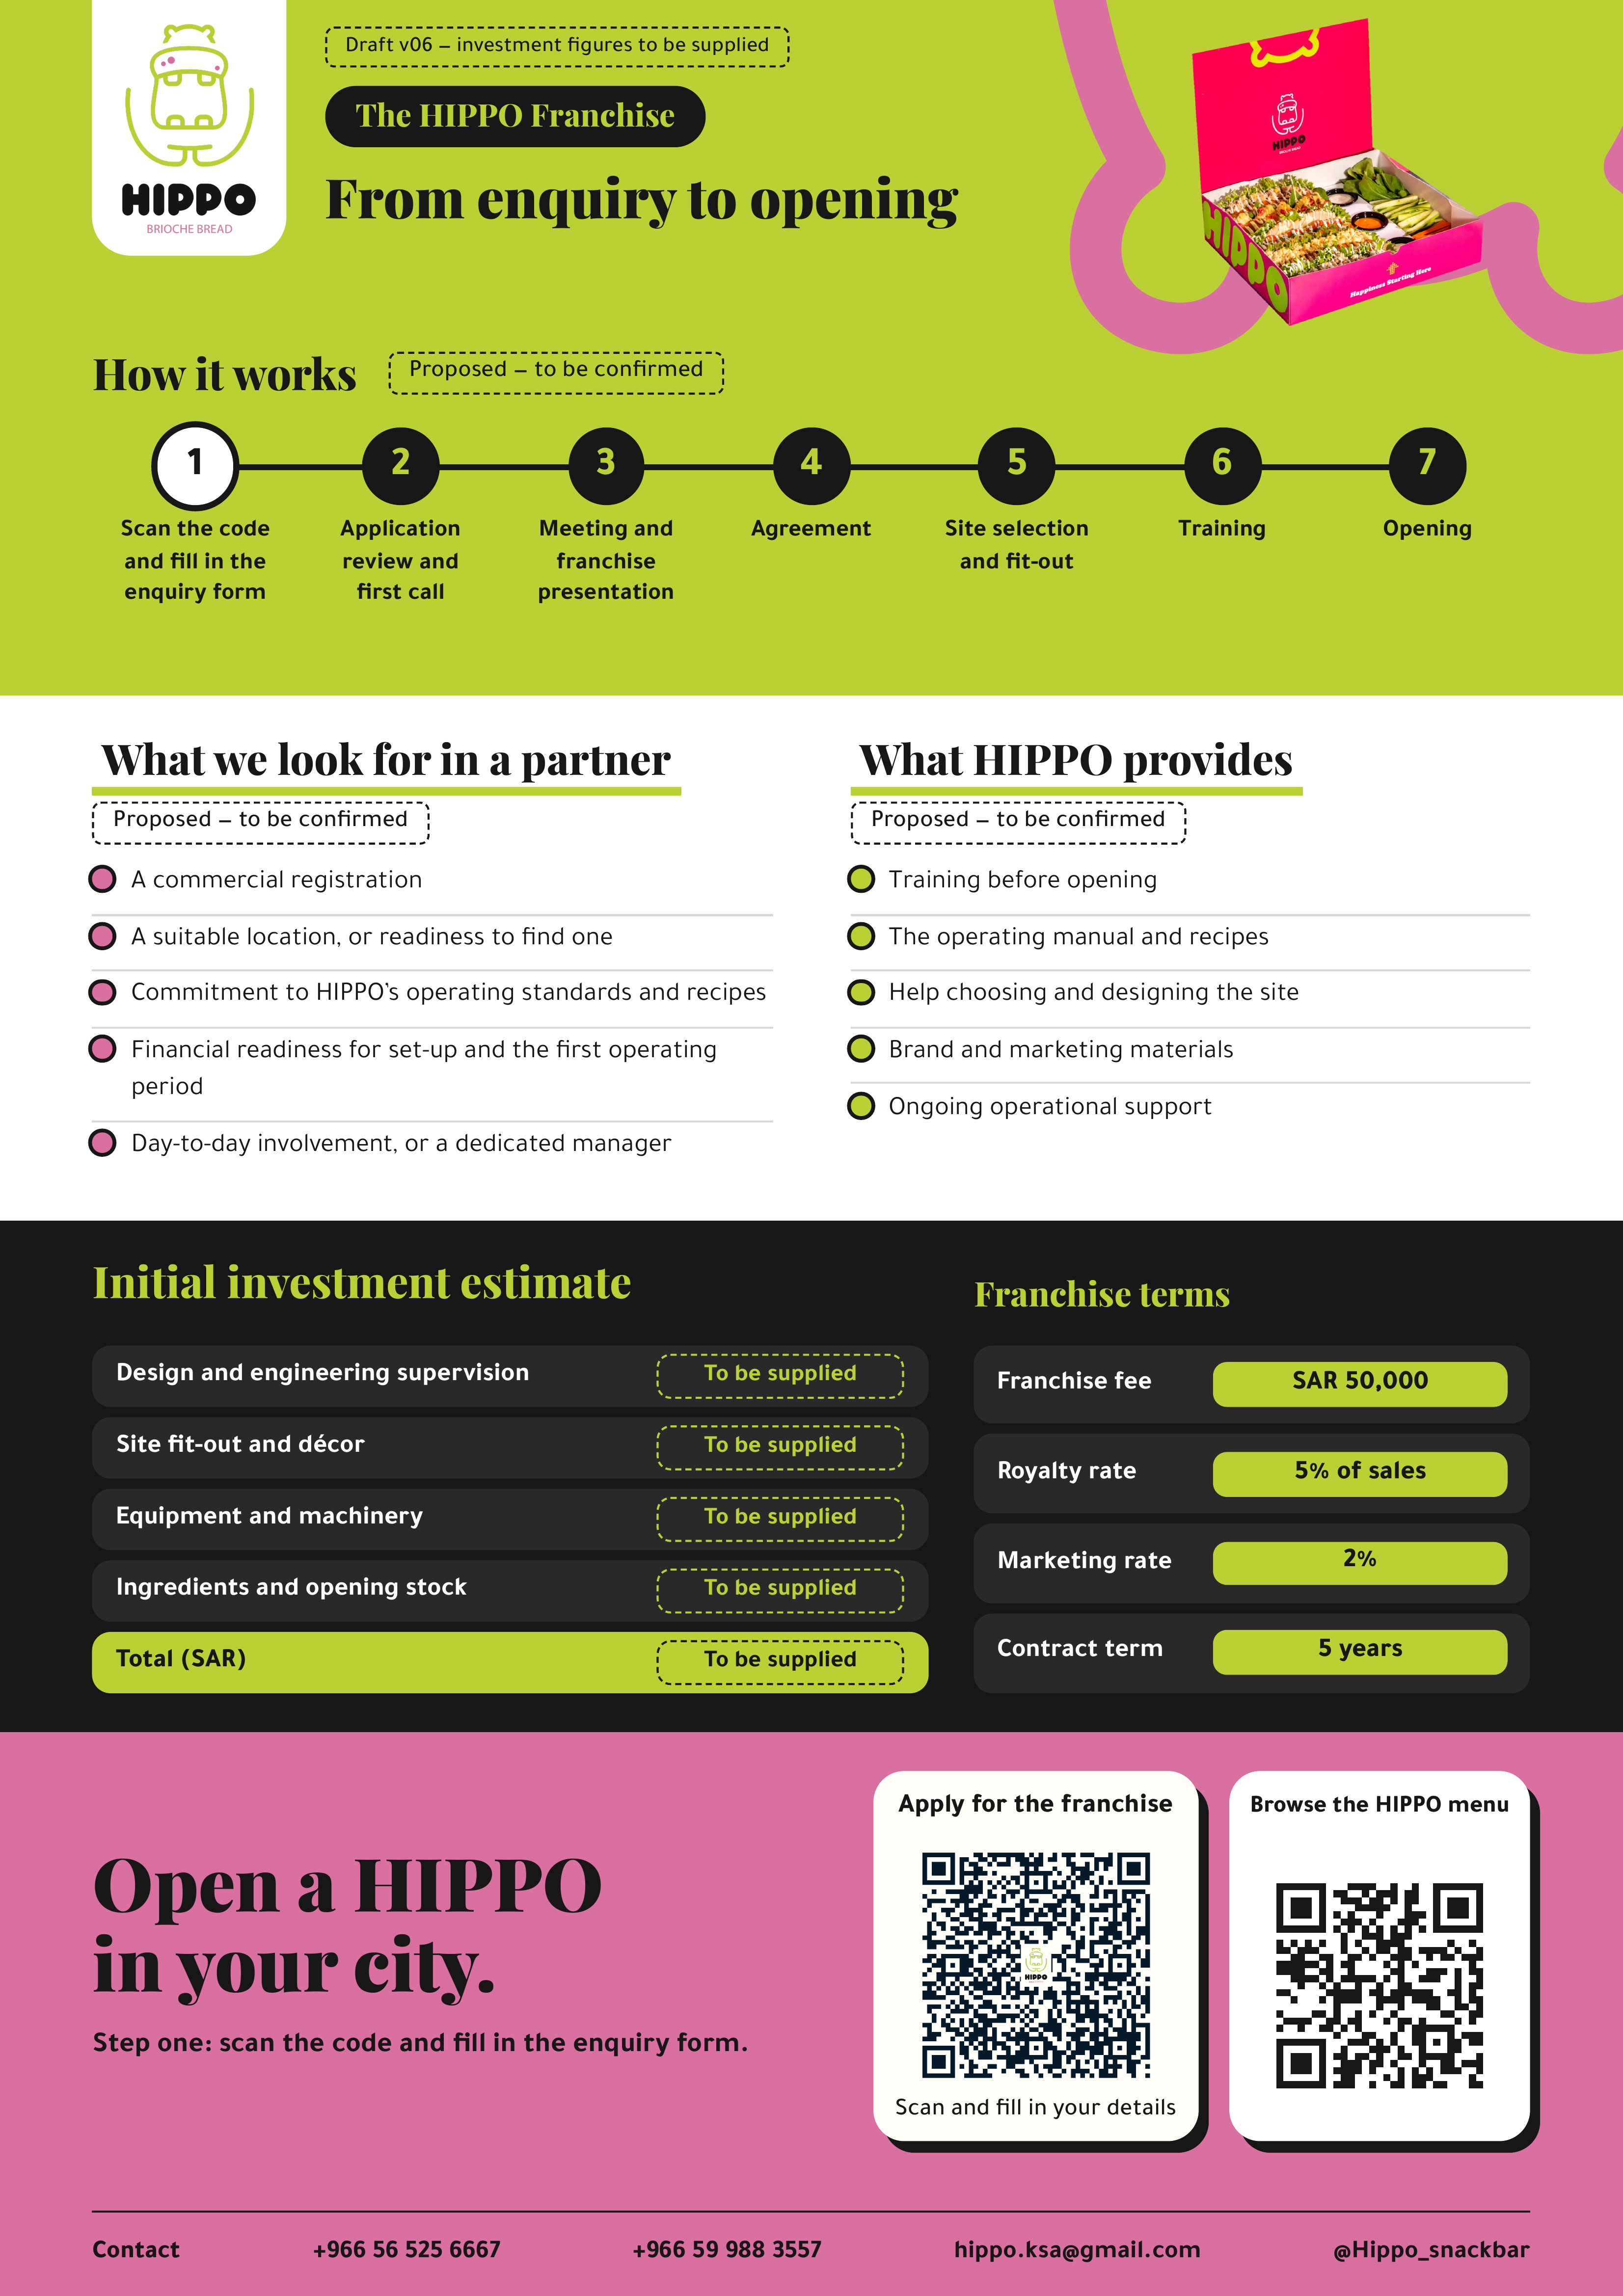 HIPPO
BRIOCHE BREAD
Draft v06 – investment figures to be supplied
The HIPPO Franchise
From enquiry to opening
HIPPO
HIPPO
Happiness Starting Here
How it works
Proposed – to be confirmed
1
Scan the code
and fill in the
enquiry form
2
Application
review and
first call
3
Meeting and
franchise
presentation
4
Agreement
5
Site selection
and fit-out
6
Training
7
Opening
What we look for in a partner
Proposed – to be confirmed
A commercial registration
A suitable location, or readiness to find one
Commitment to HIPPO’s operating standards and recipes
Financial readiness for set-up and the first operating
period
Day-to-day involvement, or a dedicated manager
What HIPPO provides
Proposed – to be confirmed
Training before opening
The operating manual and recipes
Help choosing and designing the site
Brand and marketing materials
Ongoing operational support
Initial investment estimate
Design and engineering supervision To be supplied
Site fit-out and décor To be supplied
Equipment and machinery To be supplied
Ingredients and opening stock To be supplied
Total (SAR) To be supplied
Franchise terms
Franchise fee SAR 50,000
Royalty rate 5% of sales
Marketing rate 2%
Contract term 5 years
Open a HIPPO
in your city.
Step one: scan the code and fill in the enquiry form.
Apply for the franchise
HIPPO
Scan and fill in your details
Browse the HIPPO menu
Contact +966 56 525 6667 +966 59 988 3557 hippo.ksa@gmail.com @Hippo_snackbar